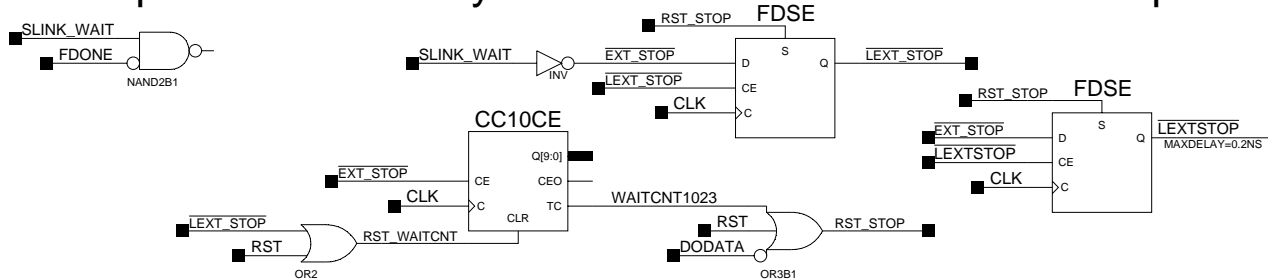 SLINK_WAIT
FDONE
NAND2B1
RST_STOP
FDSE
S
SLINK_WAIT
INV
EXT_STOP
D
Q
LEXT_STOP
LEXT_STOP
CE
CLK
C
RST_STOP
FDSE
S
EXT_STOP
D
Q
LEXTSTOP
MAXDELAY=0.2NS
LEXTSTOP
CE
CLK
C
CC10CE
Q[9:0]
EXT_STOP
CE
CEO
CLK
C
TC
WAITCNT1023
CLR
LEXT_STOP
RST
RST_WAITCNT
OR2
RST
DODATA
RST_STOP
OR3B1